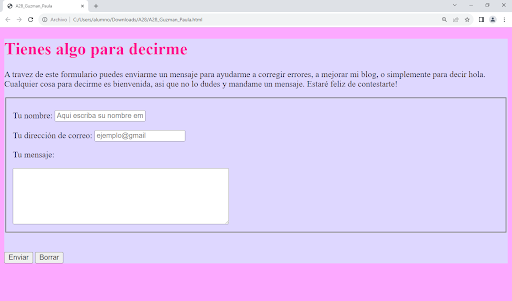 A28_Guzman_Paula
Archivo | C:/Users/alumno/Downloads/A28/A28_Guzman_Paula.html
Tienes algo para decirme
A travez de este formulario puedes enviarme un mensaje para ayudarme a corregir errores, a mejorar mi blog, o simplemente para decir hola.
Cualquier cosa para decirme es bienvenida, asi que no lo dudes y mandame un mensaje. Estaré feliz de contestarte!
Tu nombre: Aqui escriba su nombre em
Tu dirección de correo: ejemplo@gmail
Tu mensaje:
Enviar Borrar